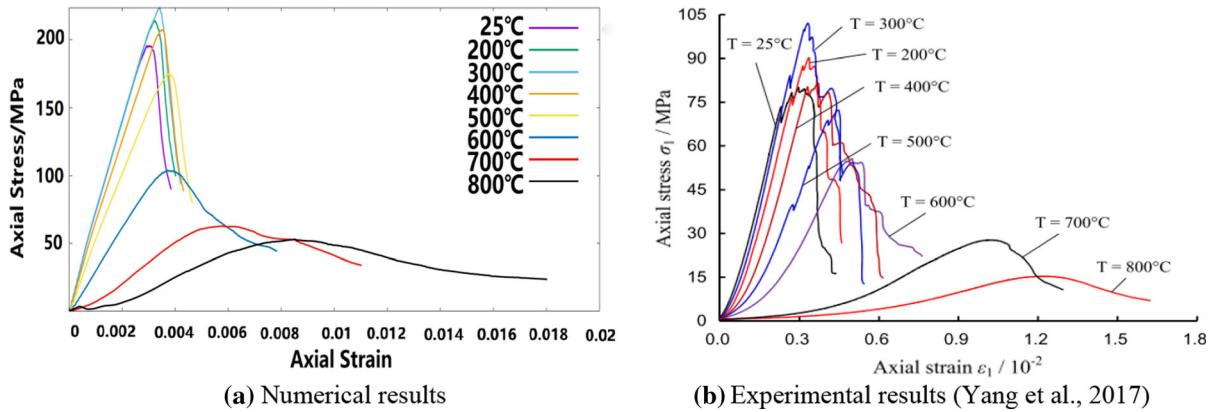 Axial Stress/MPa
200
150
100
50
0
0.002
0.004
0.006
0.008
0.01
0.012
0.014
0.016
0.018
0.02
Axial Strain
25℃
200℃
300℃
400℃
500℃
600℃
700℃
800℃
(a) Numerical results
Axial stress σ₁ / MPa
105
90
75
60
45
30
15
0
0
0.3
0.6
0.9
1.2
1.5
1.8
Axial strain ε₁ / 10⁻²
T = 25°C
T = 300°C
T = 200°C
T = 400°C
T = 500°C
T = 600°C
T = 700°C
T = 800°C
(b) Experimental results (Yang et al., 2017)